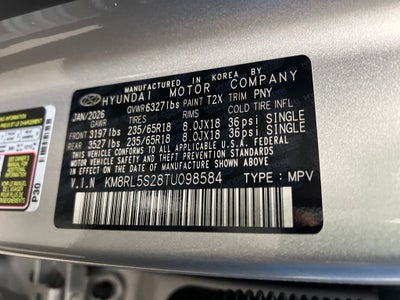 MANUFACTURED IN KOREA BY
HYUNDAI MOTOR COMPANY
JAN/2026 GVWR 6327lbs PAINT T2X TRIM PNY
GAWR TIRES RIMS COLD TIRE INFL
FRONT 3197lbs 235/65R18 8.0JX18 36psi SINGLE
REAR 3527lbs 235/65R18 8.0JX18 36psi SINGLE
THIS VEHICLE CONFORMS TO ALL APPLICABLE U.S.A. FEDERAL
MOTOR VEHICLE SAFETY AND THEFT PREVENTION STANDARDS
IN EFFECT ON THE DATE OF MANUFACTURE SHOWN ABOVE.
V.I.N KM8RL5S28TU098584 TYPE : MPV
P30